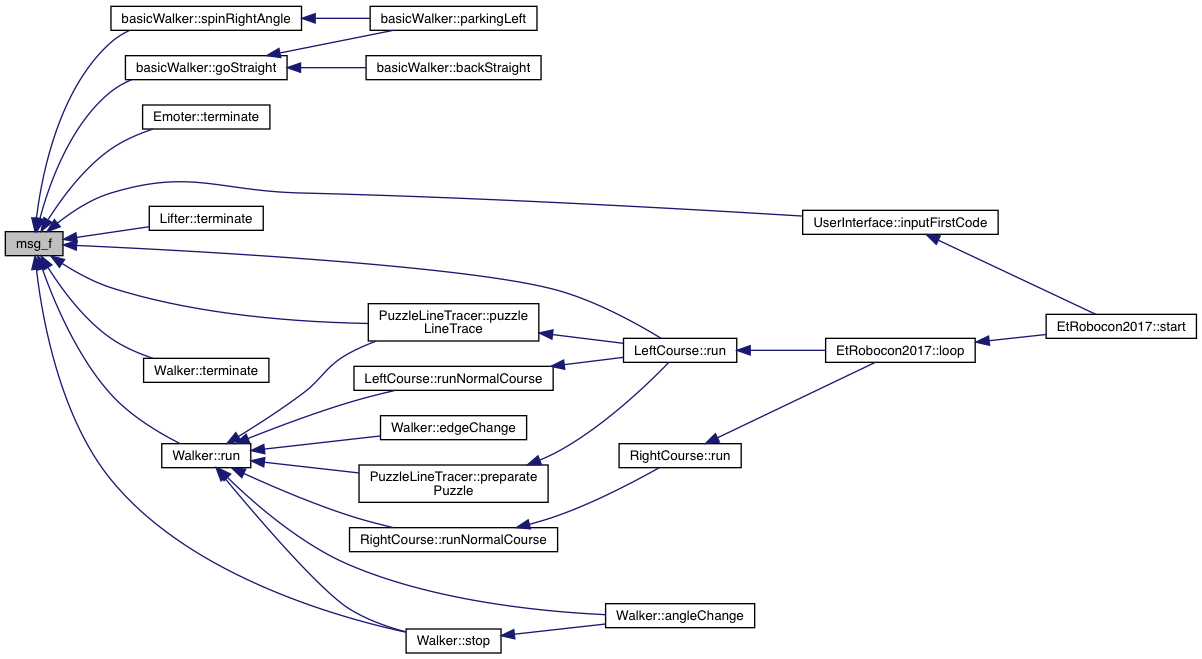 basicWalker::spinRightAngle
basicWalker::parkingLeft
basicWalker::goStraight
basicWalker::backStraight
Emoter::terminate
Lifter::terminate
UserInterface::inputFirstCode
msg_f
PuzzleLineTracer::puzzle
LineTrace
EtRobocon2017::start
LeftCourse::run
EtRobocon2017::loop
Walker::terminate
LeftCourse::runNormalCourse
Walker::edgeChange
Walker::run
RightCourse::run
PuzzleLineTracer::preparate
Puzzle
RightCourse::runNormalCourse
Walker::angleChange
Walker::stop